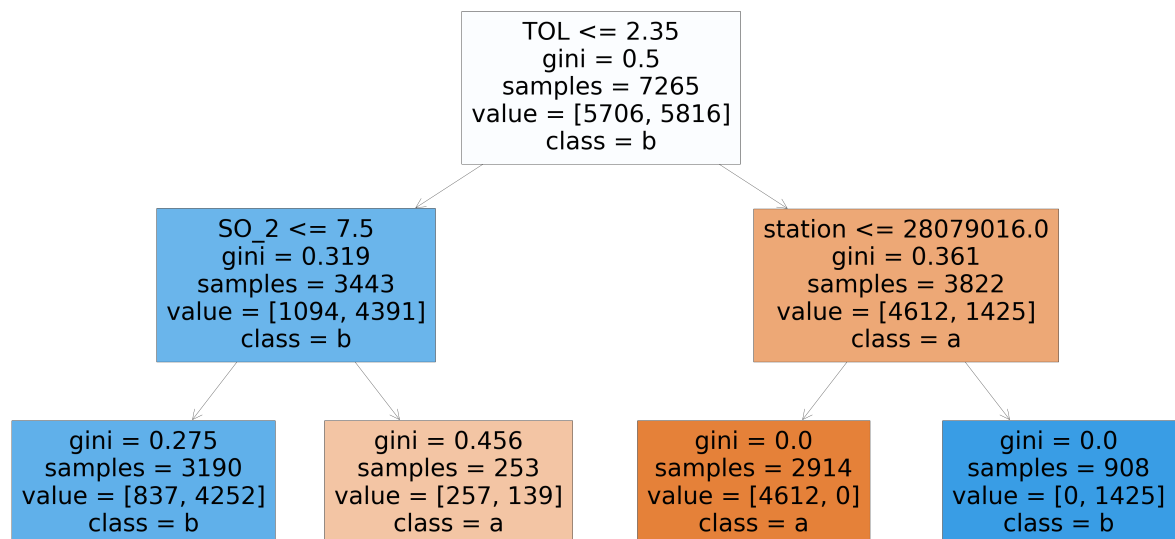 TOL <= 2.35
gini = 0.5
samples = 7265
value = [5706, 5816]
class = b
SO_2 <= 7.5
gini = 0.319
samples = 3443
value = [1094, 4391]
class = b
station <= 28079016.0
gini = 0.361
samples = 3822
value = [4612, 1425]
class = a
gini = 0.275
samples = 3190
value = [837, 4252]
class = b
gini = 0.456
samples = 253
value = [257, 139]
class = a
gini = 0.0
samples = 2914
value = [4612, 0]
class = a
gini = 0.0
samples = 908
value = [0, 1425]
class = b